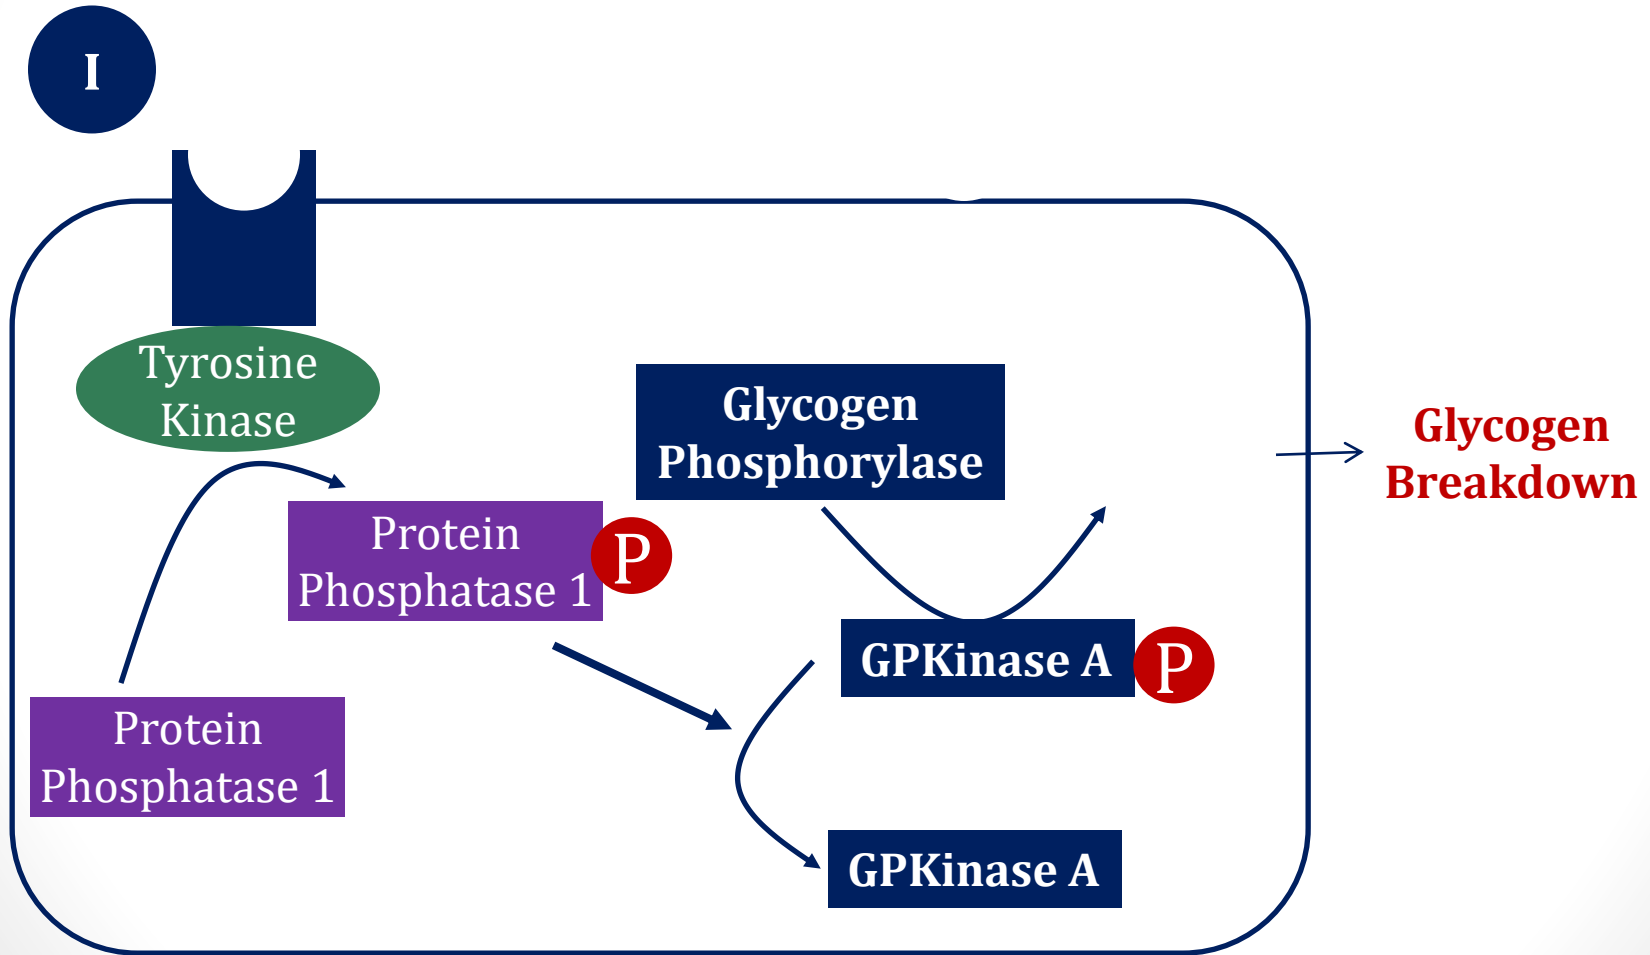 I
Tyrosine
Kinase
Glycogen
Phosphorylase
Glycogen
Breakdown
Protein
Phosphatase 1
P
GPKinase A
P
Protein
Phosphatase 1
GPKinase A